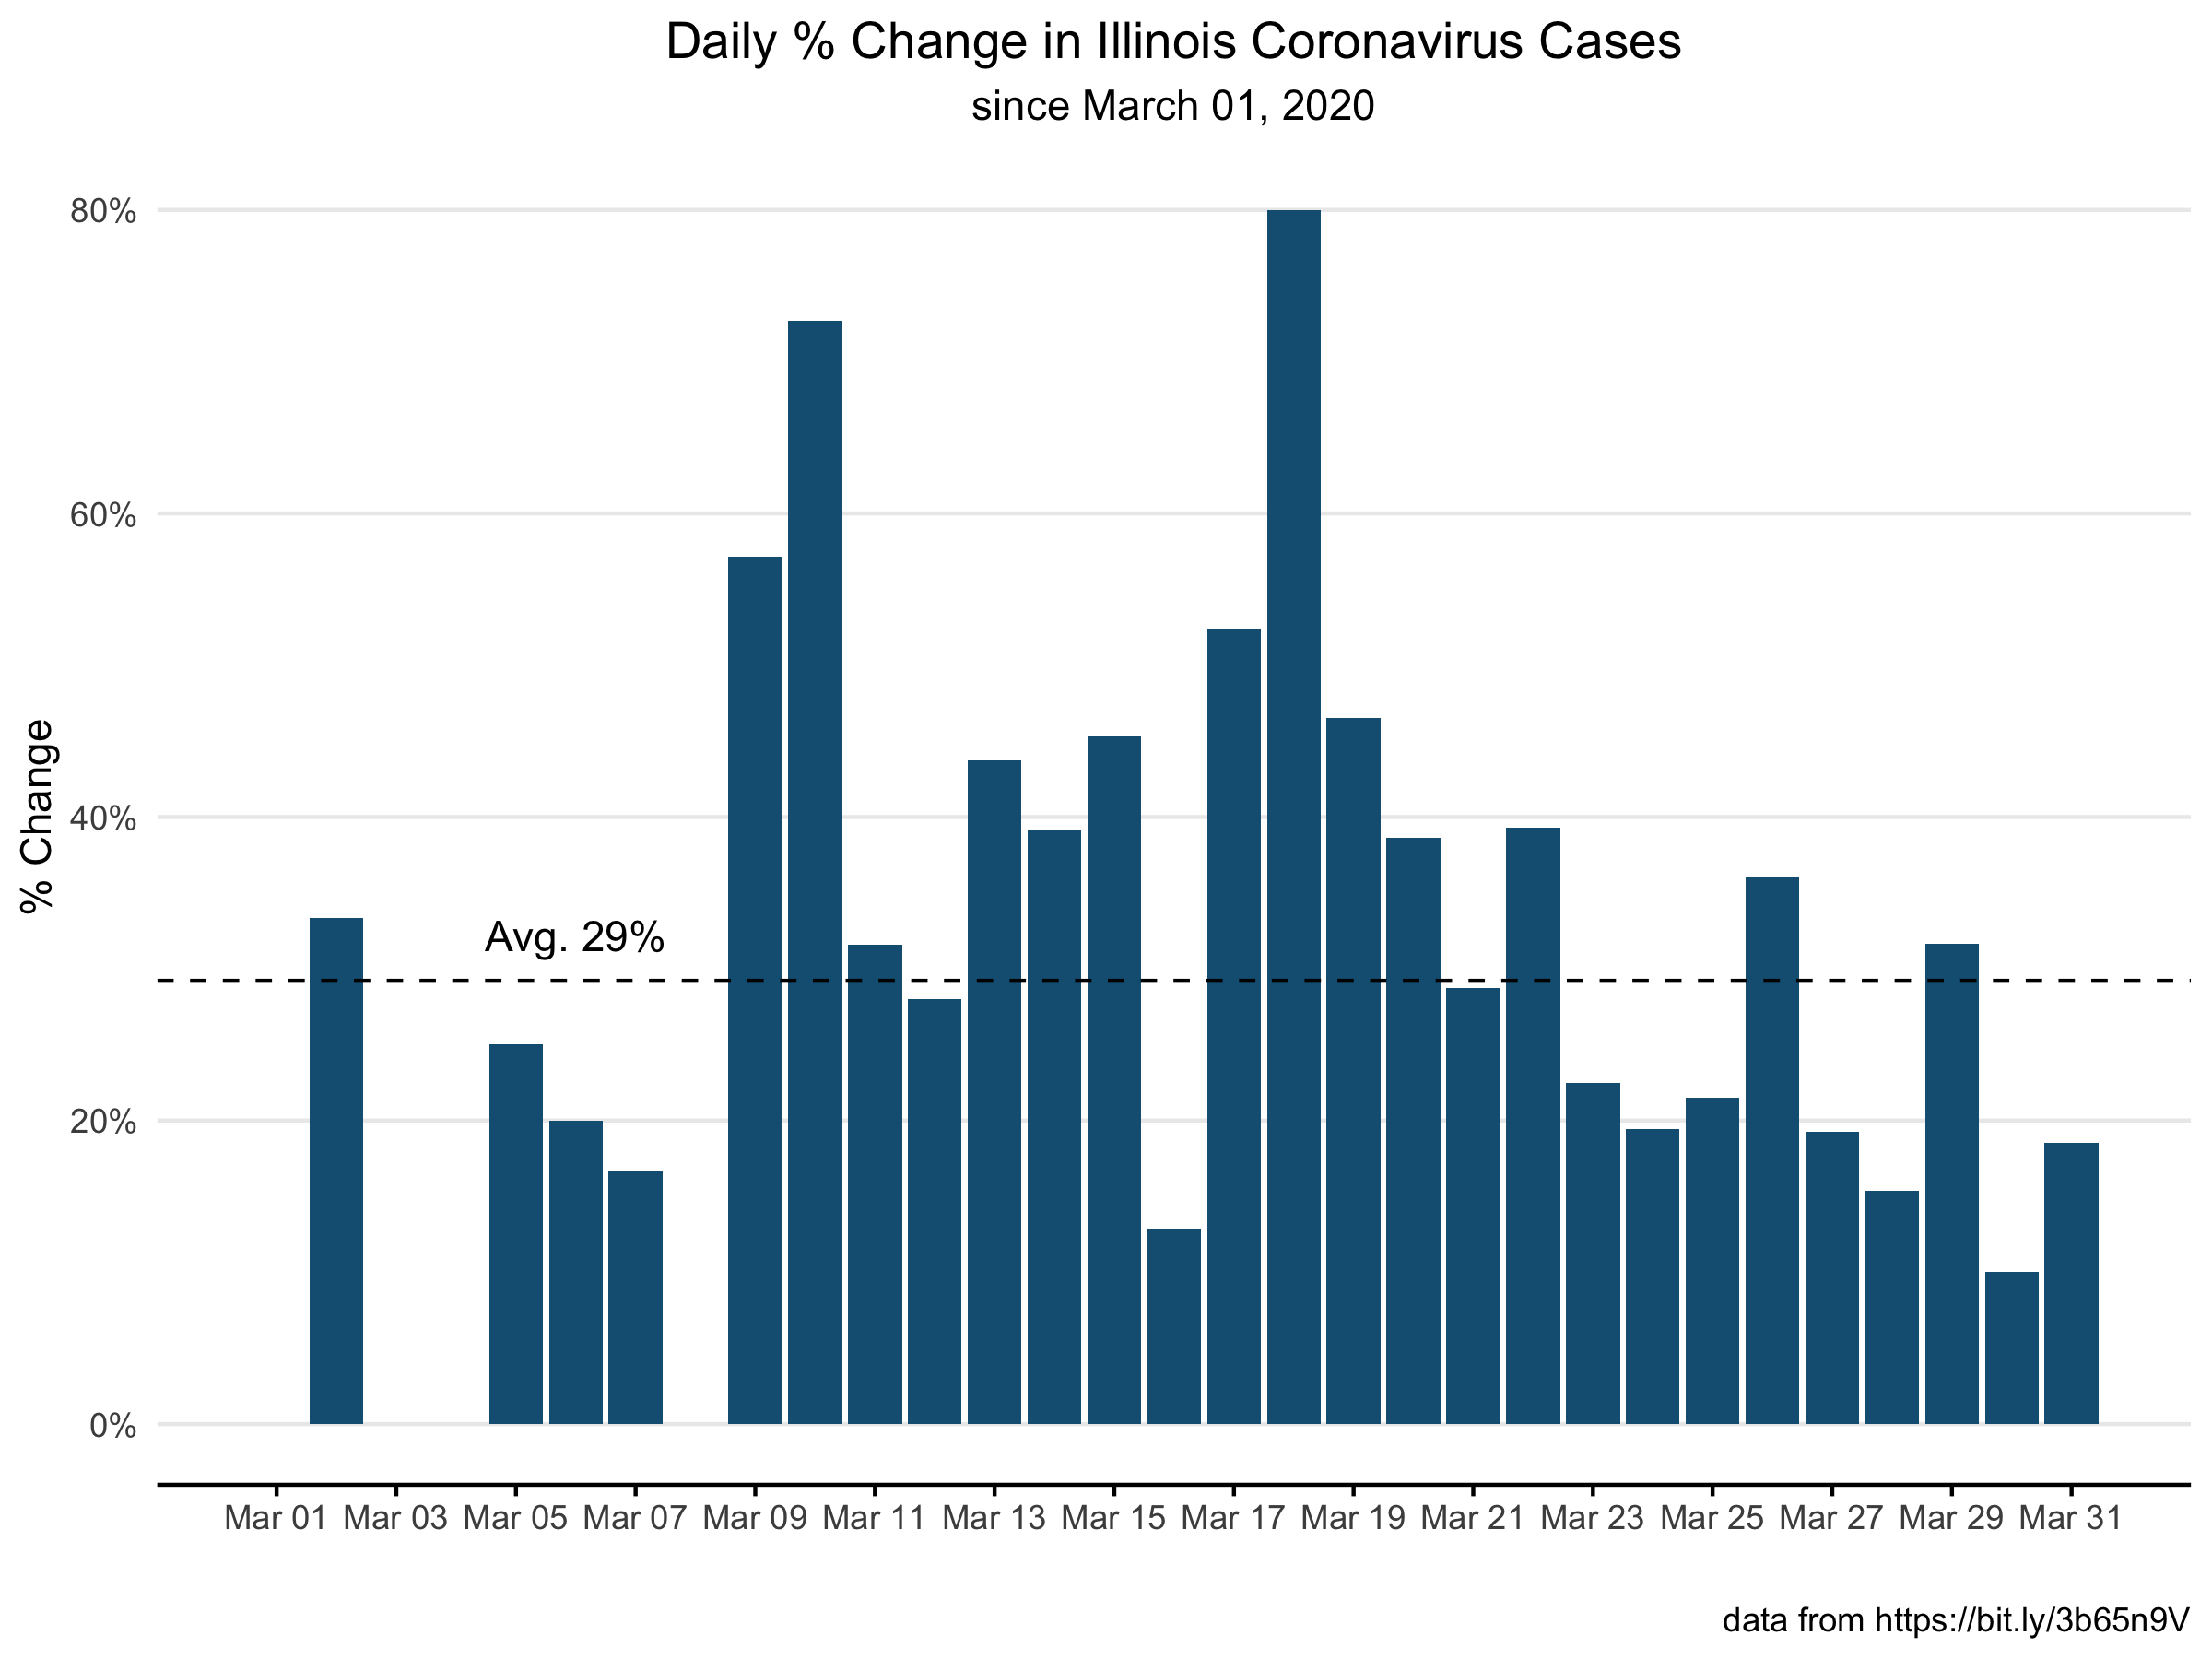 Daily % Change in Illinois Coronavirus Cases
since March 01, 2020
% Change
80%
60%
40%
20%
0%
Avg. 29%
Mar 01 Mar 03 Mar 05 Mar 07 Mar 09 Mar 11 Mar 13 Mar 15 Mar 17 Mar 19 Mar 21 Mar 23 Mar 25 Mar 27 Mar 29 Mar 31
data from https://bit.ly/3b65n9V